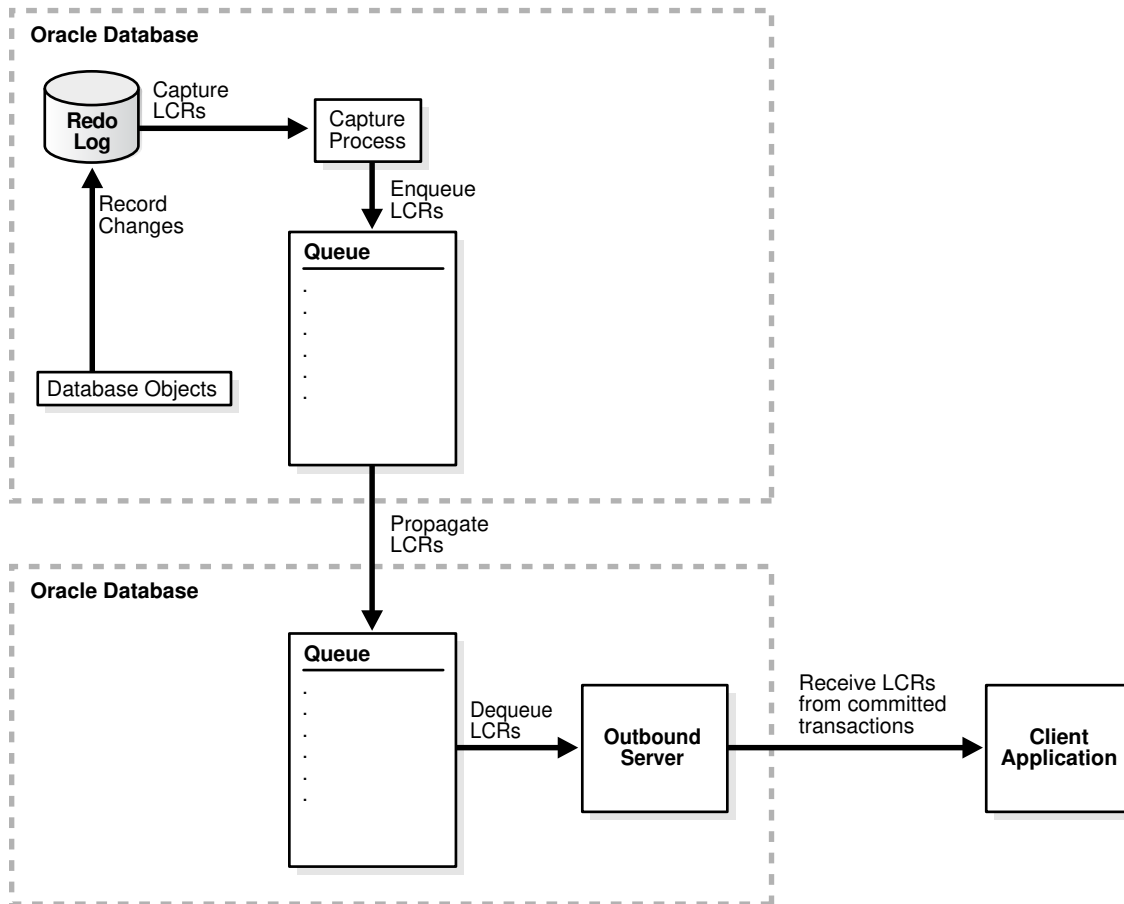 Oracle Database
Capture
LCRs
Redo
Log
Capture
Process
Record
Changes
Enqueue
LCRs
Queue
.
.
.
.
.
.
Database Objects
Propagate
LCRs
Oracle Database
Queue
.
.
.
.
.
.
Dequeue
LCRs
Outbound
Server
Receive LCRs
from committed
transactions
Client
Application